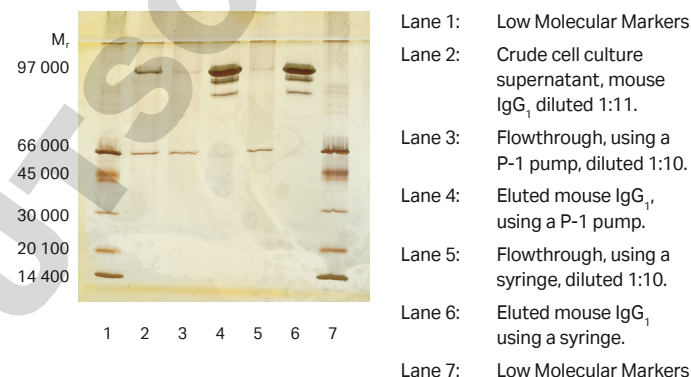 M_r
97 000
66 000
45 000
30 000
20 100
14 400
1 2 3 4 5 6 7
Lane 1: Low Molecular Markers
Lane 2: Crude cell culture
supernatant, mouse
IgG₁ diluted 1:11.
Lane 3: Flowthrough, using a
P-1 pump, diluted 1:10.
Lane 4: Eluted mouse IgG₁,
using a P-1 pump.
Lane 5: Flowthrough, using a
syringe, diluted 1:10.
Lane 6: Eluted mouse IgG₁
using a syringe.
Lane 7: Low Molecular Markers